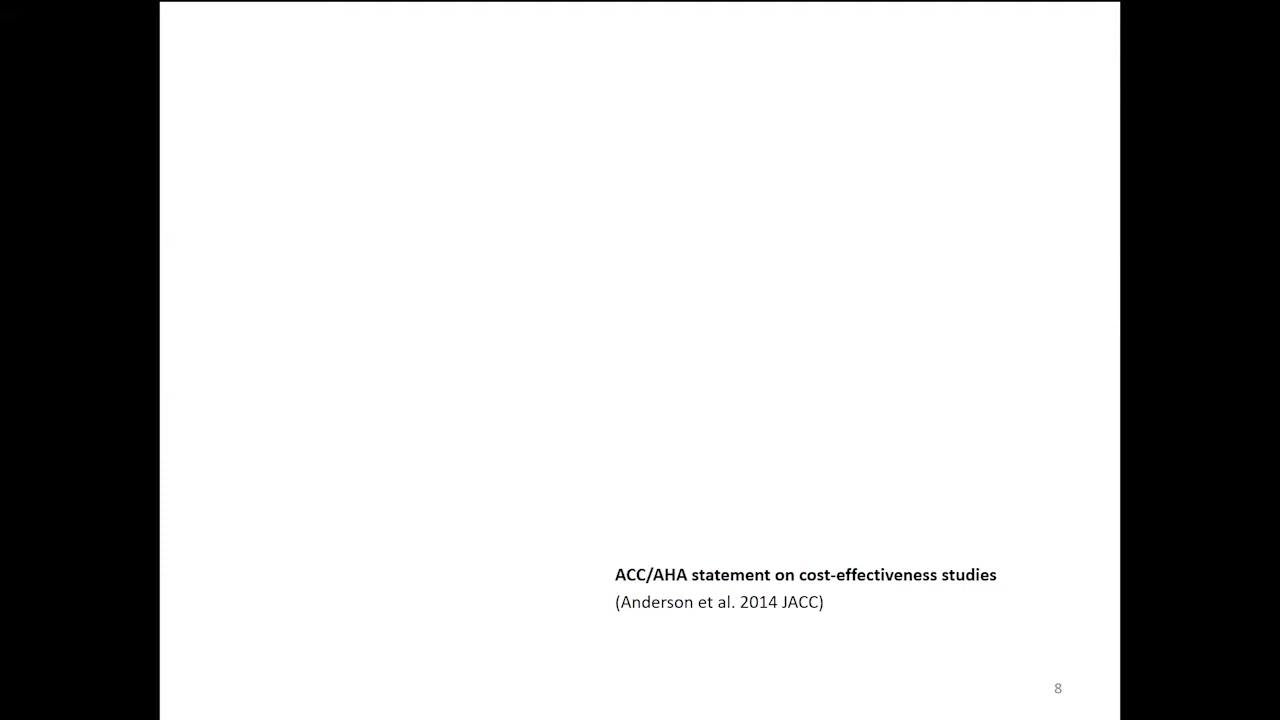 ACC/AHA statement on cost-effectiveness studies
(Anderson et al. 2014 JACC)
8